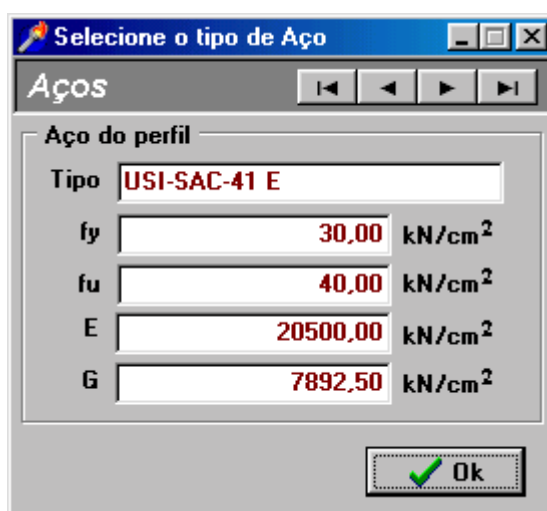 Selecione o tipo de Aço
Aços
Aço do perfil
Tipo USI-SAC-41 E
fy 30,00 kN/cm²
fu 40,00 kN/cm²
E 20500,00 kN/cm²
G 7892,50 kN/cm²
Ok